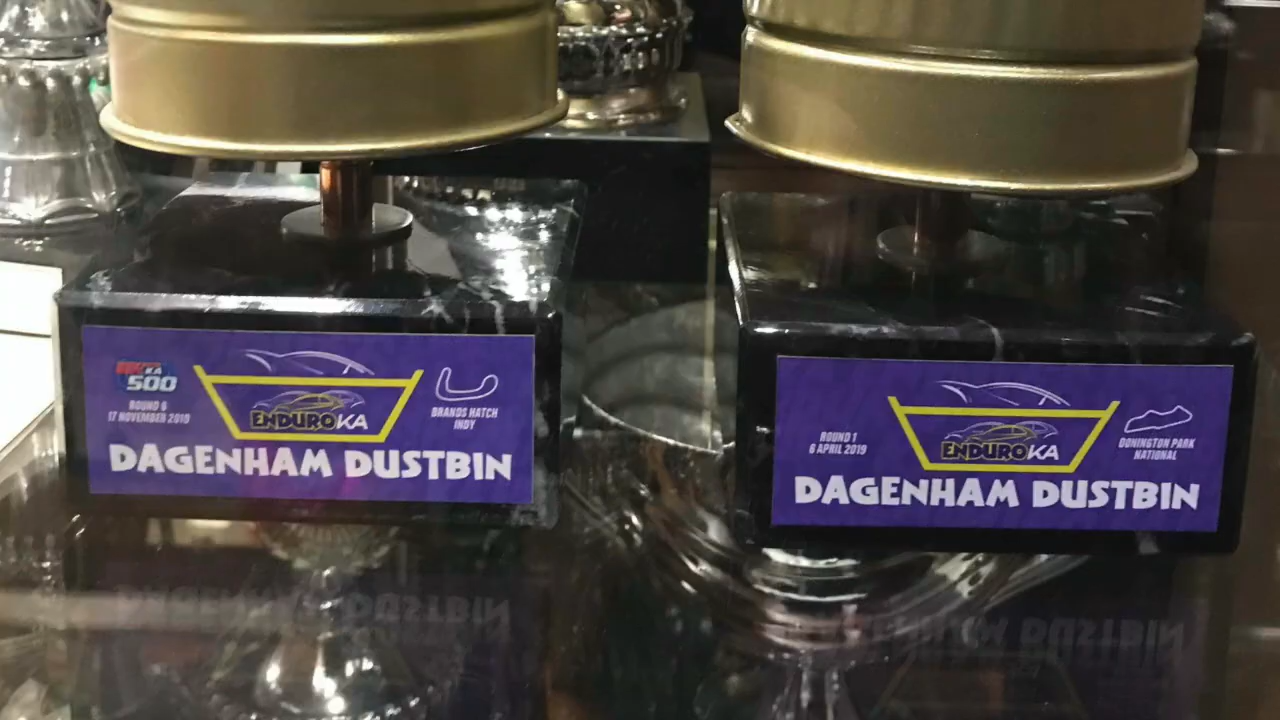 KA
500
ROUND 6
17 NOVEMBER 2019
ENDUROKA
BRANDS HATCH
INDY
DAGENHAM DUSTBIN
ROUND 1
6 APRIL 2019
ENDUROKA
DONINGTON PARK
NATIONAL
DAGENHAM DUSTBIN